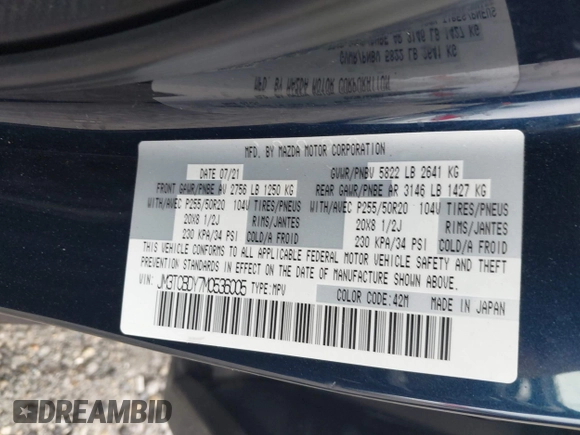 MFD. BY MAZDA MOTOR CORPORATION
DATE 07/21 GVWR/PNBV 5822 LB 2641 KG
FRONT GAWR/PNBE AV 2756 LB 1250 KG REAR GAWR/PNBE AR 3146 LB 1427 KG
WITH/AVEC P255/50R20 104V TIRES/PNEUS WITH/AVEC P255/50R20 104V TIRES/PNEUS
20X8 1/2J RIMS/JANTES 20X8 1/2J RIMS/JANTES
230 KPA/34 PSI COLD/A FROID 230 KPA/34 PSI COLD/A FROID
THIS VEHICLE CONFORMS TO ALL APPLICABLE FEDERAL MOTOR VEHICLE SAFETY AND THEFT
PREVENTION STANDARDS IN EFFECT ON THE DATE OF MANUFACTURE SHOWN ABOVE.
JM3TCBDY7M0536005 TYPE:MPV COLOR CODE:42M MADE IN JAPAN
DREAMBID